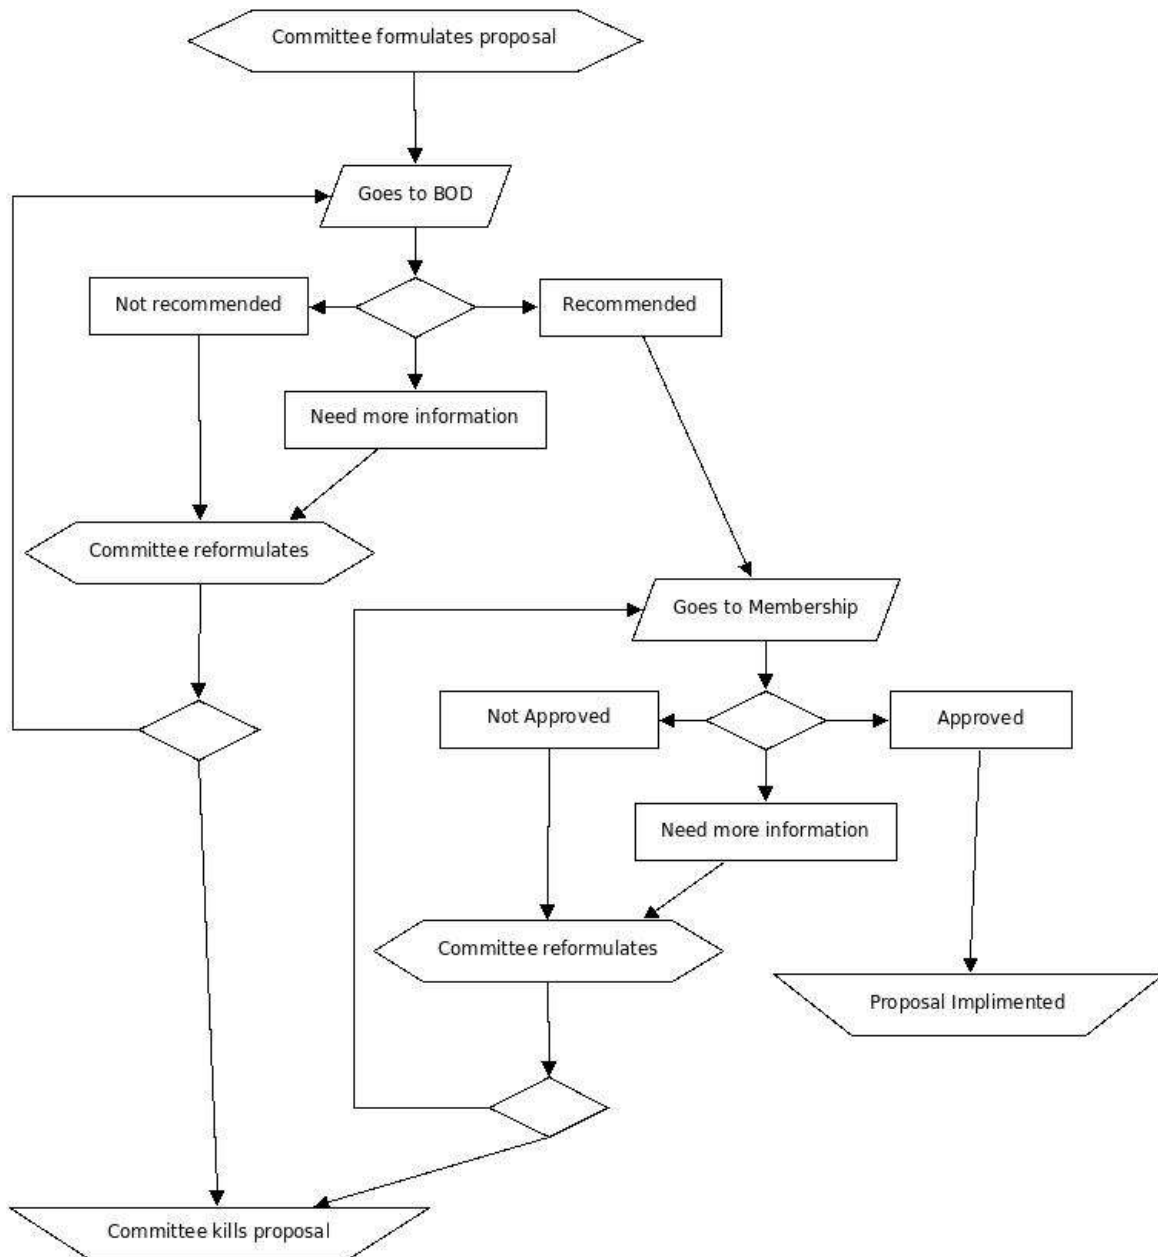 Committee formulates proposal
Goes to BOD
Not recommended
Recommended
Need more information
Committee reformulates
Goes to Membership
Not Approved
Approved
Need more information
Committee reformulates
Proposal Implimented
Committee kills proposal